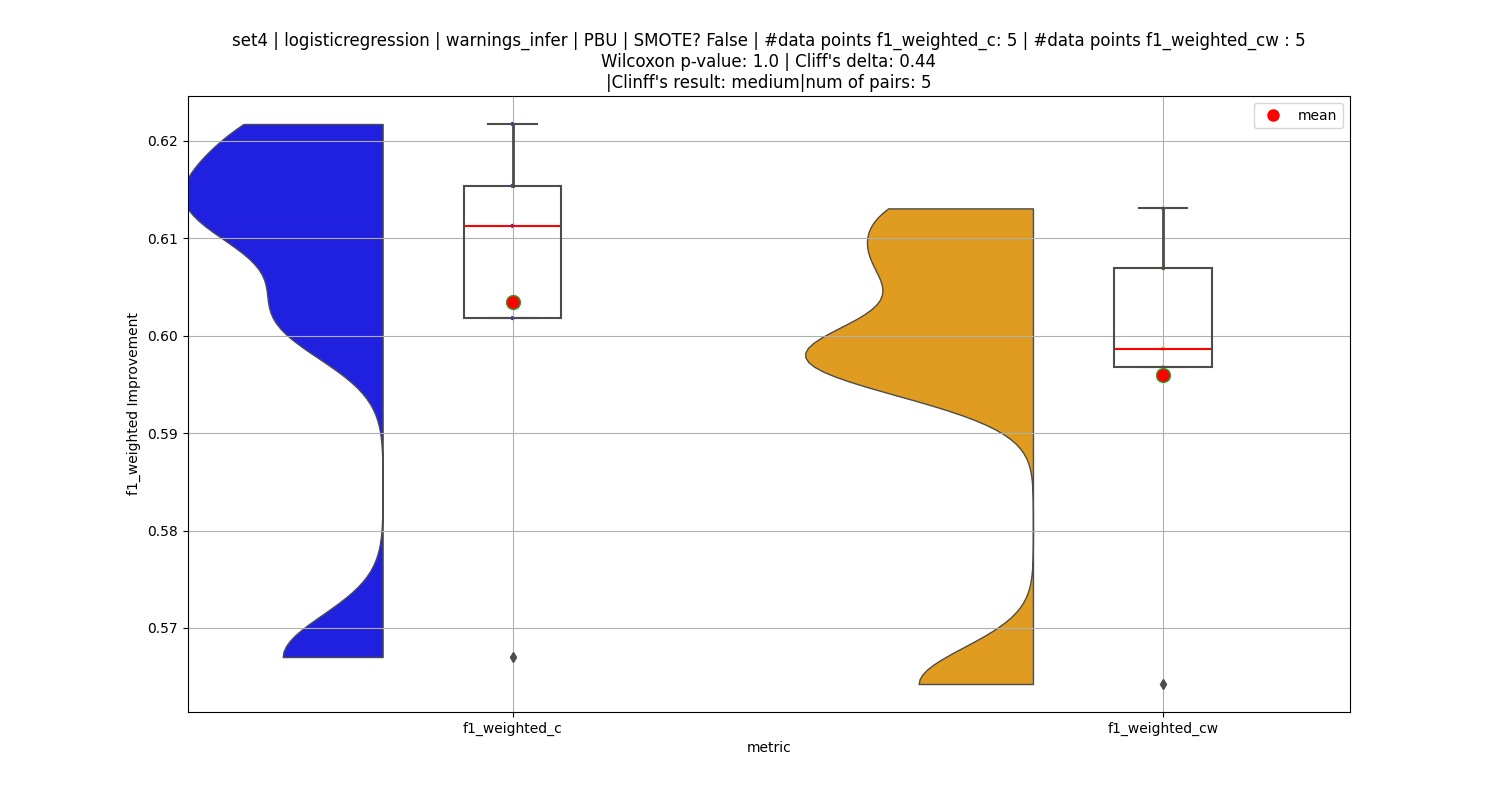 set4 | logisticregression | warnings_infer | PBU | SMOTE? False | #data points f1_weighted_c: 5 | #data points f1_weighted_cw : 5
Wilcoxon p-value: 1.0 | Cliff's delta: 0.44
|Clinff's result: medium|num of pairs: 5
mean
0.62
0.61
0.60
0.59
0.58
0.57
f1_weighted Improvement
f1_weighted_c
f1_weighted_cw
metric